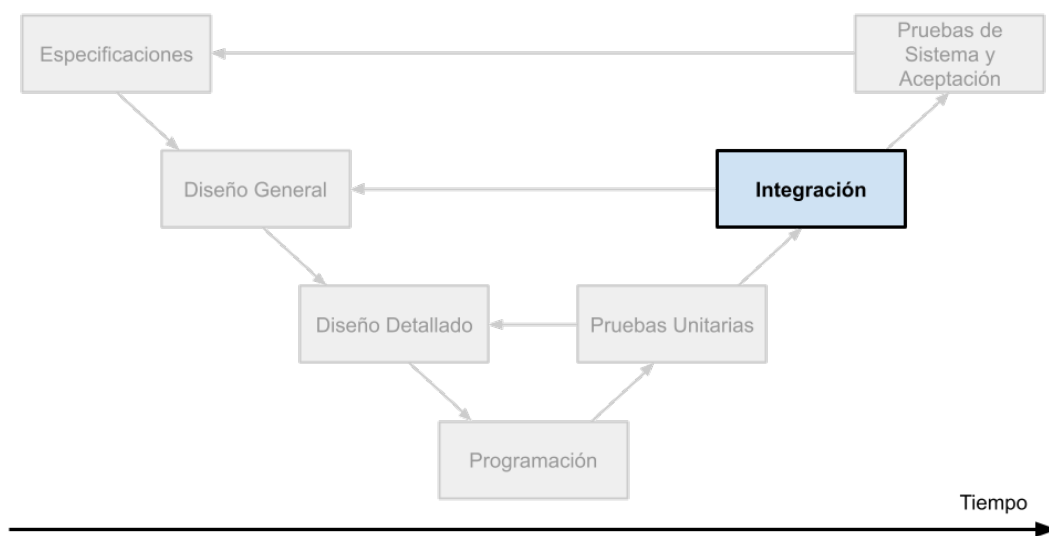 Especificaciones
Pruebas de
Sistema y
Aceptación
Diseño General
Integración
Diseño Detallado
Pruebas Unitarias
Programación
Tiempo